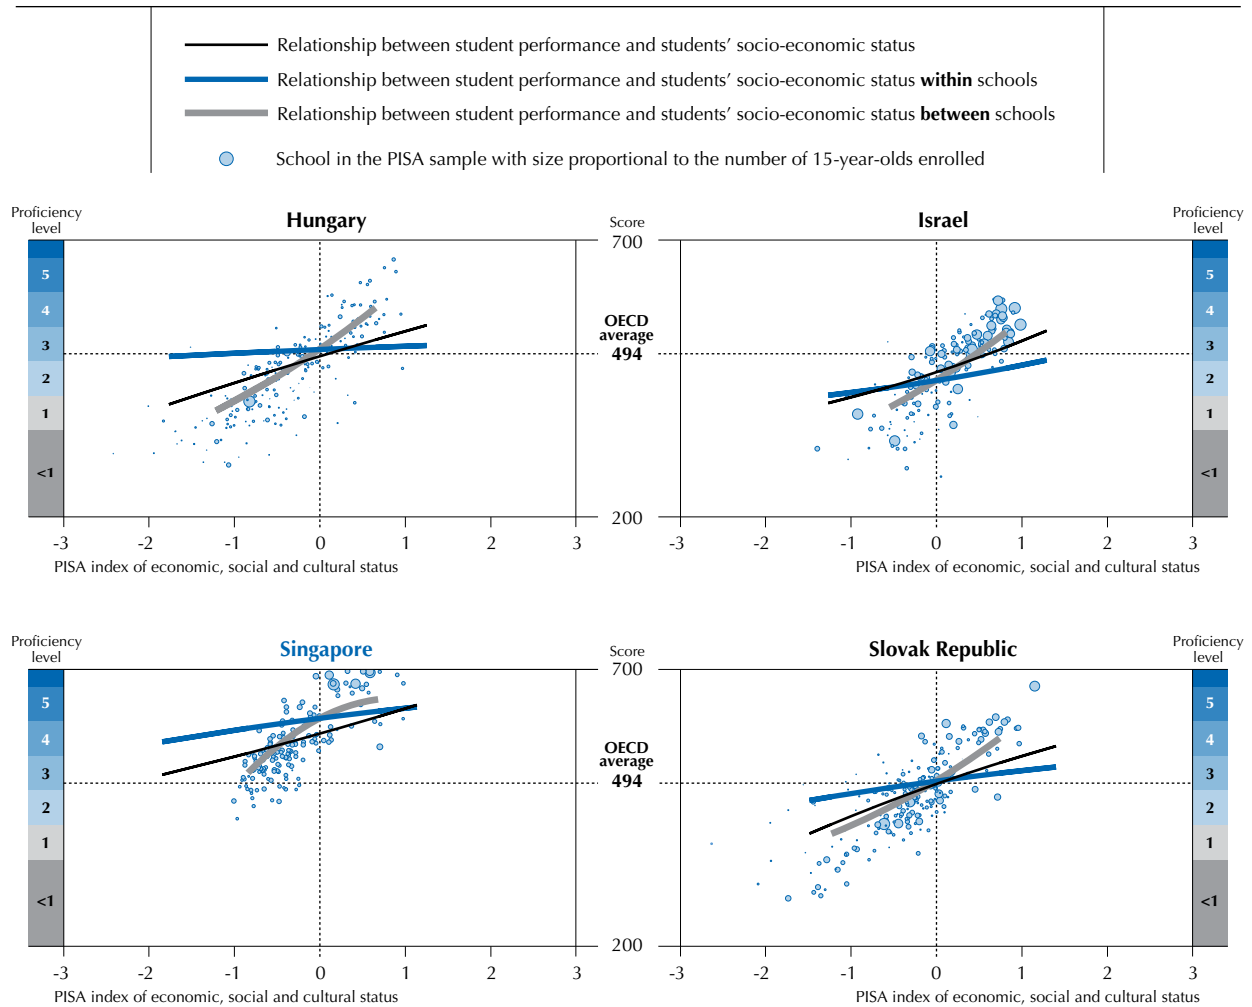 Relationship between student performance and students’ socio-economic status
Relationship between student performance and students’ socio-economic status within schools
Relationship between student performance and students’ socio-economic status between schools
School in the PISA sample with size proportional to the number of 15-year-olds enrolled
Proficiency
level
Hungary
5
4
3
2
1
<1
-3 -2 -1 0 1 2 3
PISA index of economic, social and cultural status
Score
700
OECD
average
494
200
Israel
Proficiency
level
5
4
3
2
1
<1
-3 -2 -1 0 1 2 3
PISA index of economic, social and cultural status
Proficiency
level
Singapore
5
4
3
2
1
<1
-3 -2 -1 0 1 2 3
PISA index of economic, social and cultural status
Score
700
OECD
average
494
200
Slovak Republic
Proficiency
level
5
4
3
2
1
<1
-3 -2 -1 0 1 2 3
PISA index of economic, social and cultural status